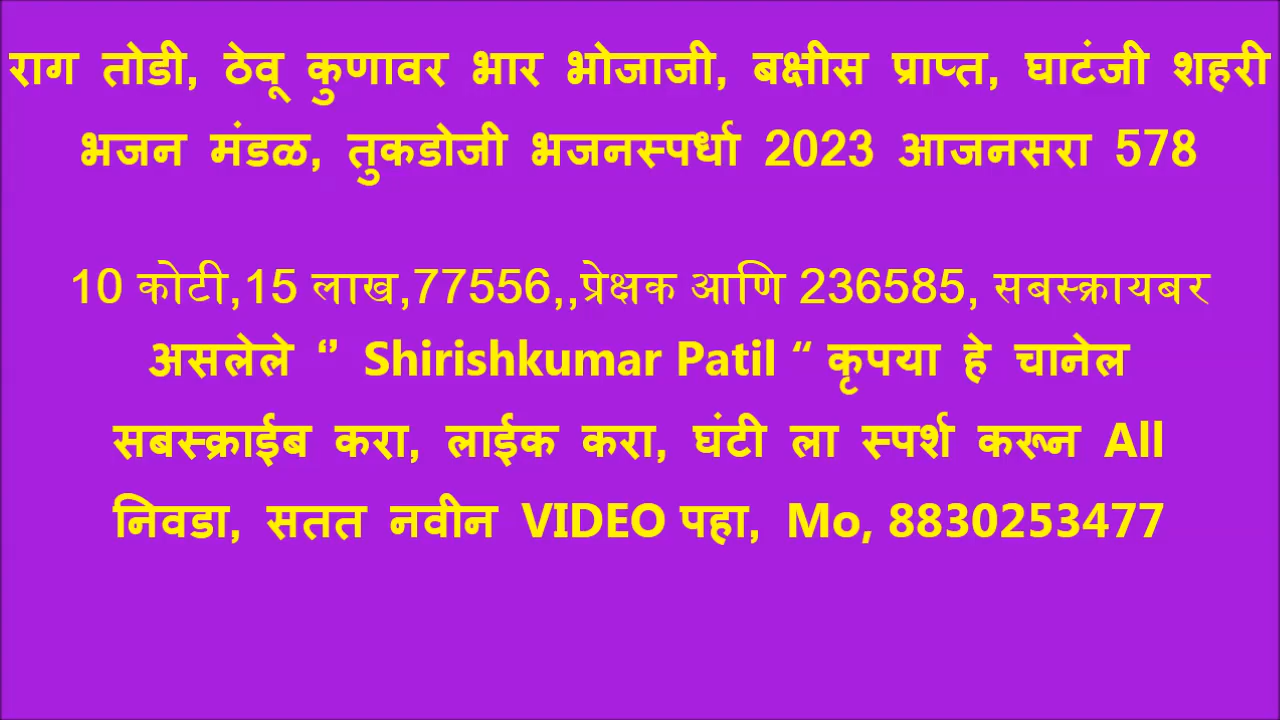 राग तोडी, ठेवू कुणावर भार भोजाजी, बक्षीस प्राप्त, घाटंजी शहरी
भजन मंडळ, तुकडोजी भजनस्पर्धा 2023 आजनसरा 578
10 कोटी,15 लाख,77556,,प्रेक्षक आणि 236585, सबस्क्रायबर
असलेले ” Shirishkumar Patil “ कृपया हे चानेल
सबस्क्राईब करा, लाईक करा, घंटी ला स्पर्श करून All
निवडा, सतत नवीन VIDEO पहा, Mo, 8830253477